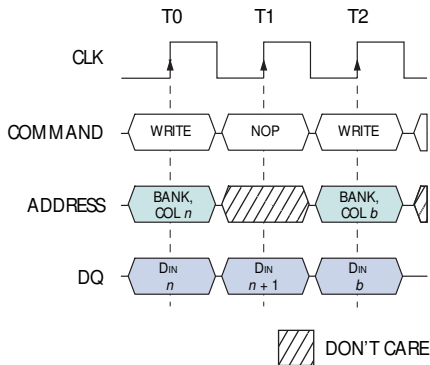 T0 T1 T2
CLK
COMMAND WRITE NOP WRITE
ADDRESS BANK, COL n BANK, COL b
DQ DIN n DIN n + 1 DIN b
DON'T CARE